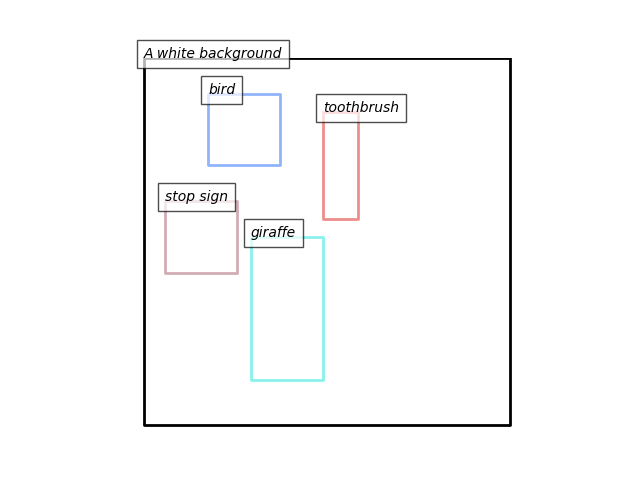 A white background
bird
toothbrush
stop sign
giraffe